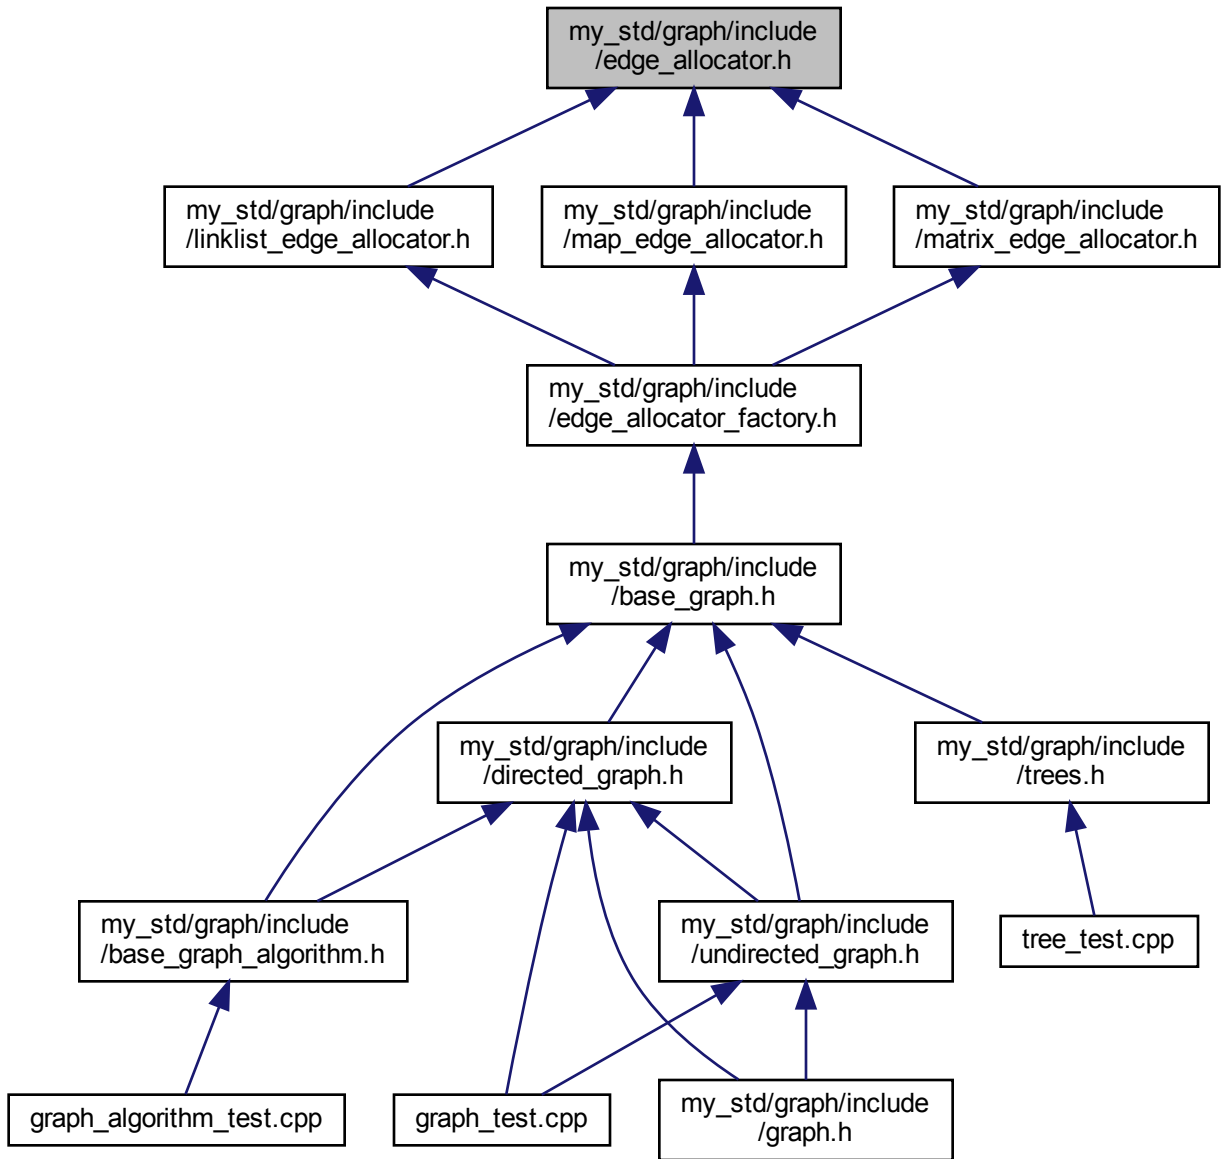 my_std/graph/include
/edge_allocator.h
my_std/graph/include
/linklist_edge_allocator.h
my_std/graph/include
/map_edge_allocator.h
my_std/graph/include
/matrix_edge_allocator.h
my_std/graph/include
/edge_allocator_factory.h
my_std/graph/include
/base_graph.h
my_std/graph/include
/directed_graph.h
my_std/graph/include
/trees.h
my_std/graph/include
/base_graph_algorithm.h
my_std/graph/include
/undirected_graph.h
tree_test.cpp
graph_algorithm_test.cpp
graph_test.cpp
my_std/graph/include
/graph.h